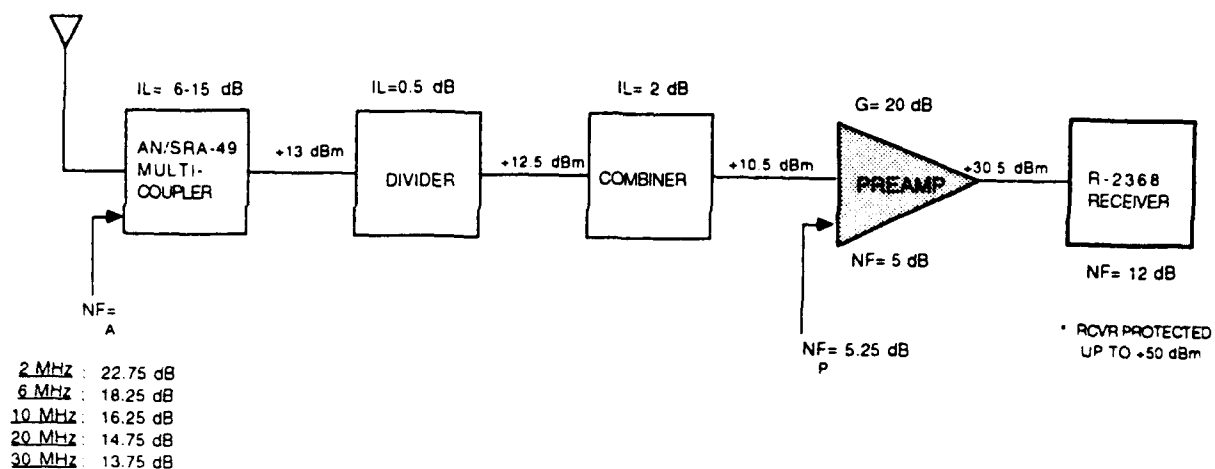 IL= 6-15 dB
IL=0.5 dB
IL= 2 dB
G= 20 dB
AN/SRA-49
MULTI-
COUPLER
+13 dBm
DIVIDER
+12.5 dBm
COMBINER
+10.5 dBm
PREAMP
+30.5 dBm
R-2368
RECEIVER
NF= 5 dB
NF= 12 dB
NF=
A
NF= 5.25 dB
P
* RCVR PROTECTED
UP TO +50 dBm
2 MHz : 22.75 dB
6 MHz : 18.25 dB
10 MHz : 16.25 dB
20 MHz : 14.75 dB
30 MHz : 13.75 dB